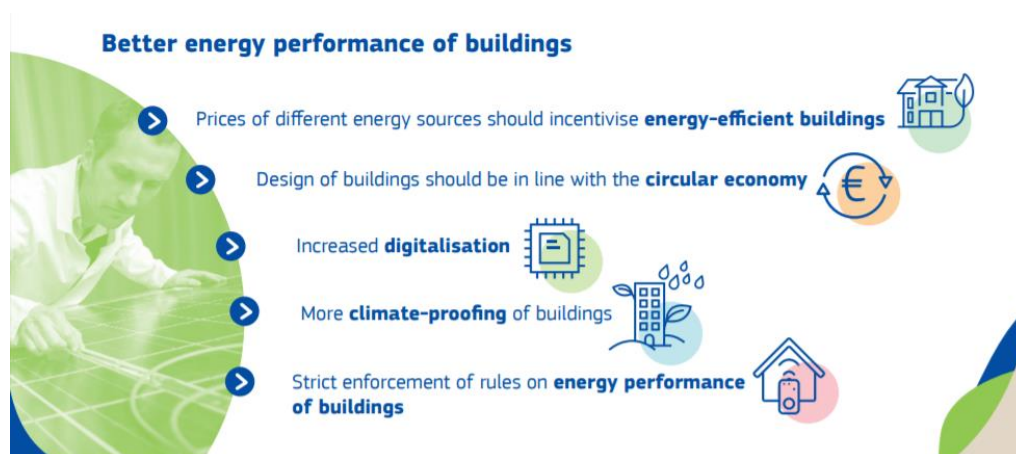 Better energy performance of buildings
Prices of different energy sources should incentivise energy-efficient buildings
Design of buildings should be in line with the circular economy
€
Increased digitalisation
More climate-proofing of buildings
Strict enforcement of rules on energy performance
of buildings